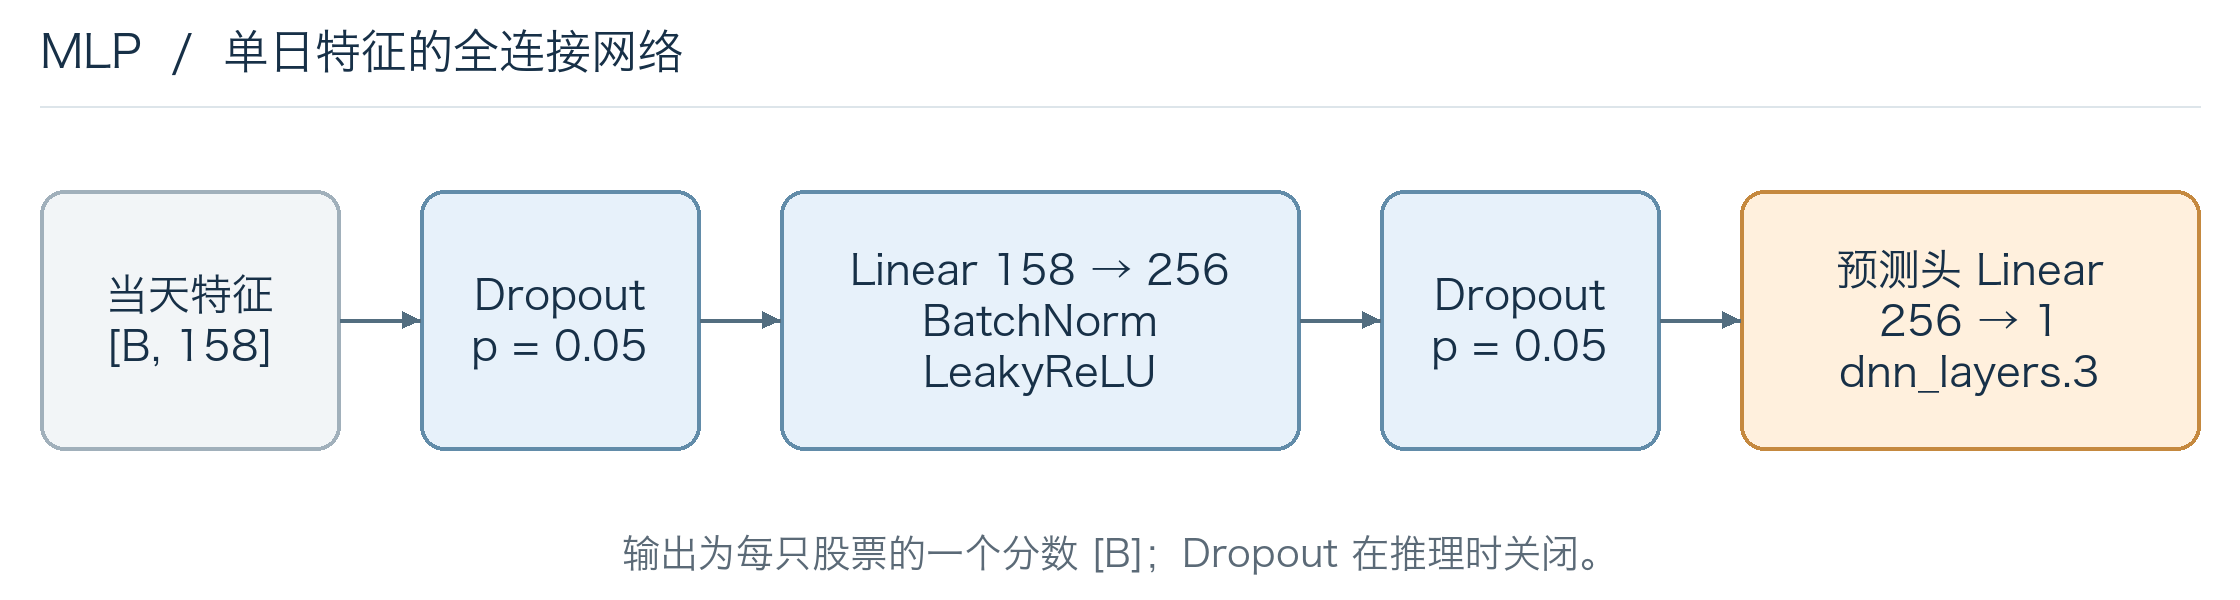 MLP / 单日特征的全连接网络
当天特征
[B, 158]
Dropout
p = 0.05
Linear 158 → 256
BatchNorm
LeakyReLU
Dropout
p = 0.05
预测头 Linear
256 → 1
dnn_layers.3
输出为每只股票的一个分数 [B]；Dropout 在推理时关闭。